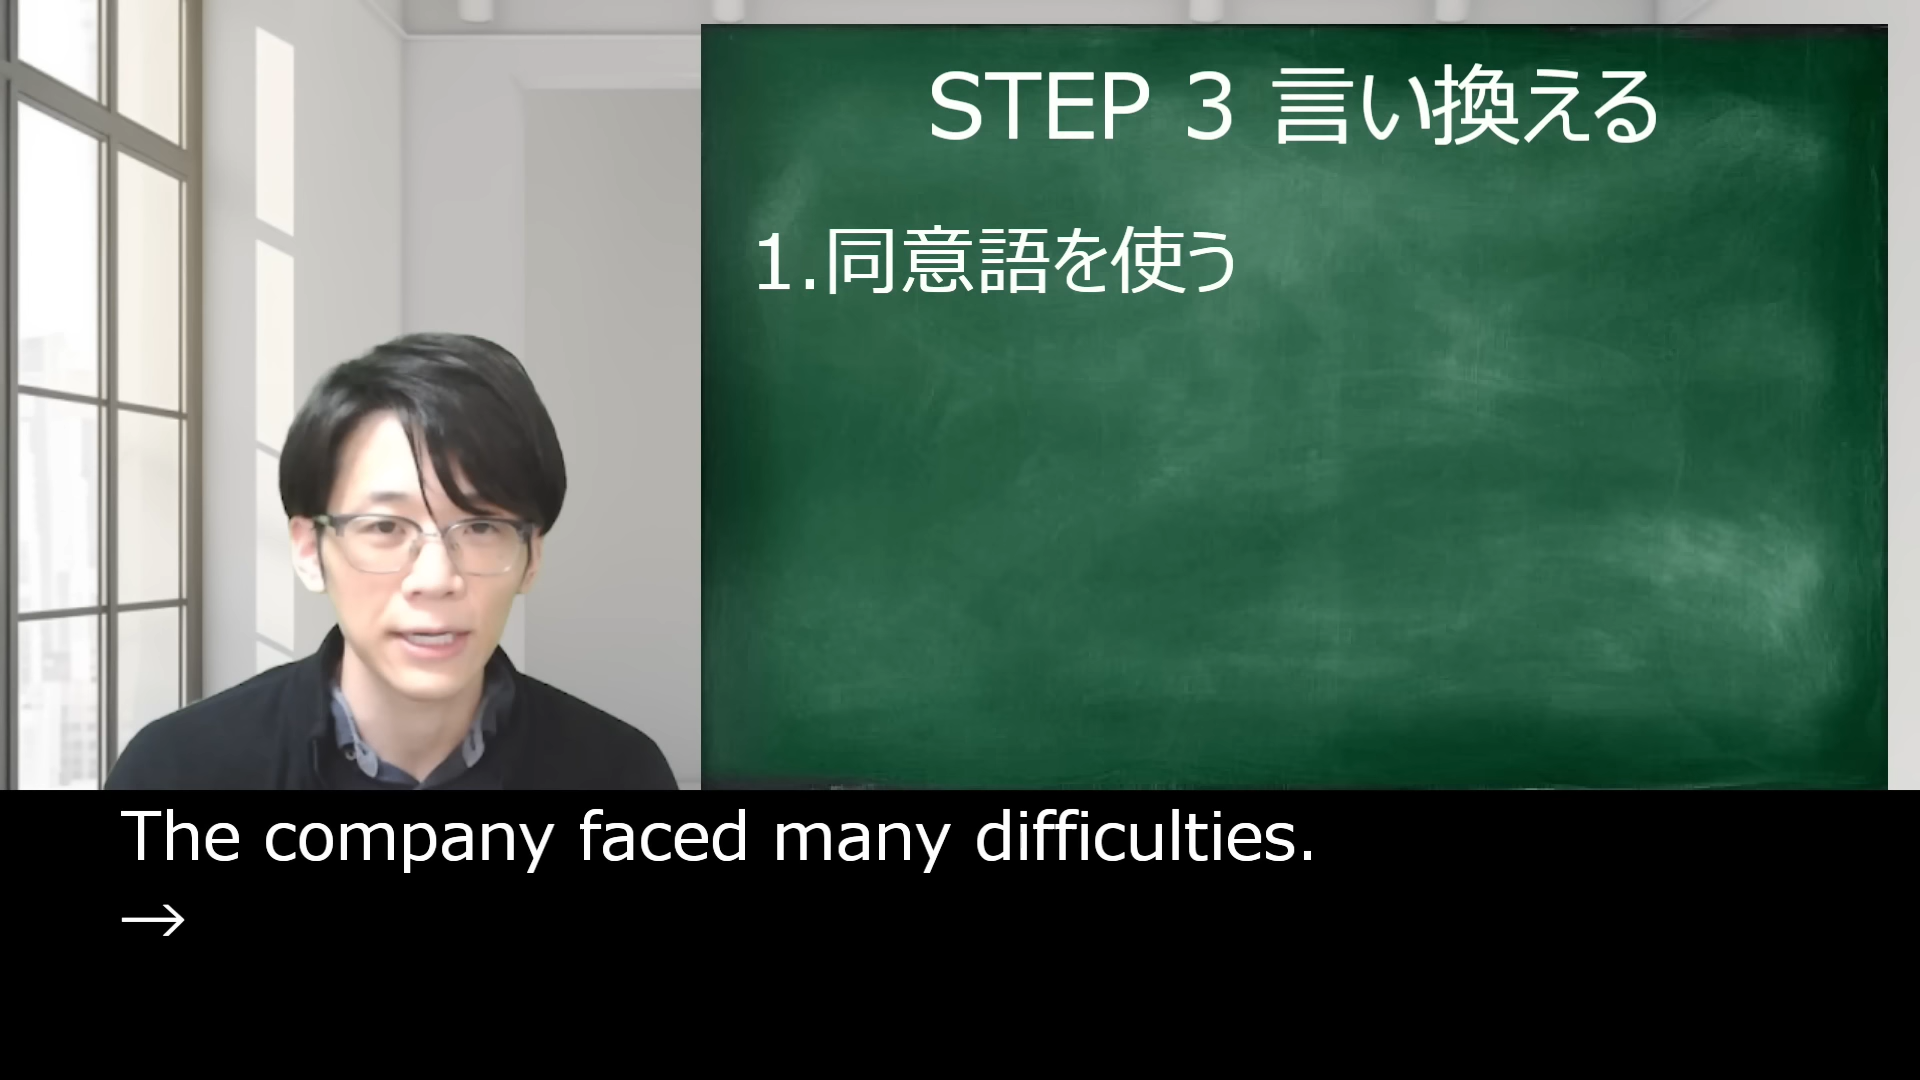 STEP 3 言い換える
1.同意語を使う
The company faced many difficulties.
→